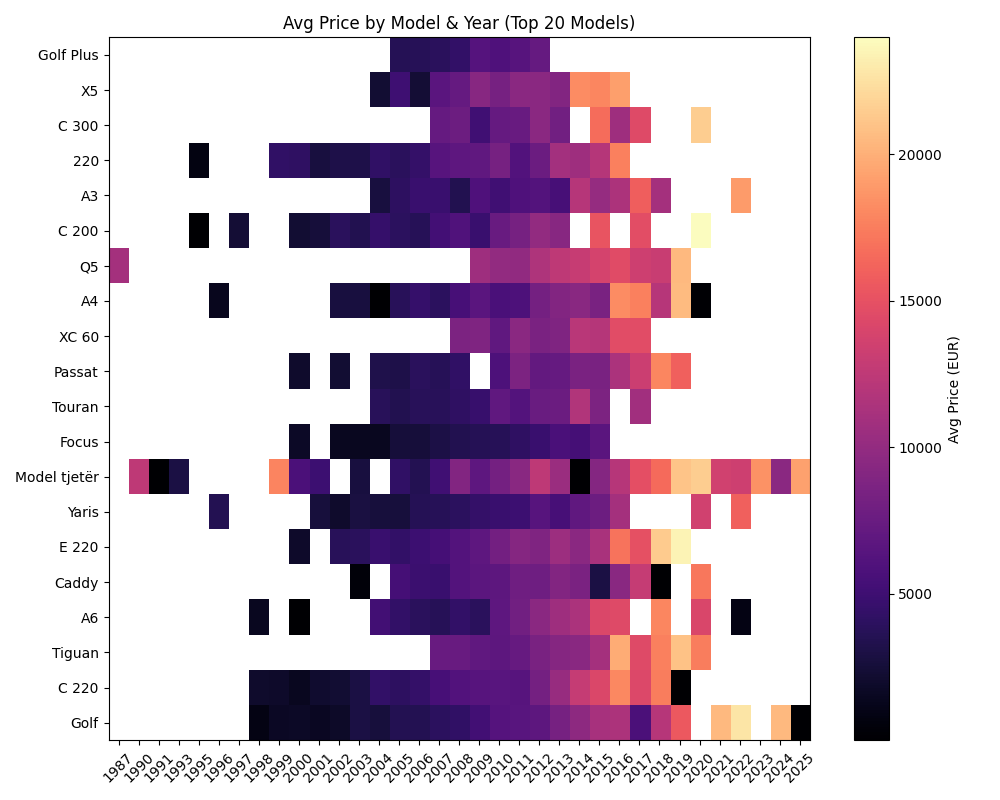 Avg Price by Model & Year (Top 20 Models)
Golf Plus
X5
C 300
220
A3
C 200
Q5
A4
XC 60
Passat
Touran
Focus
Model tjetër
Yaris
E 220
Caddy
A6
Tiguan
C 220
Golf
1987 1990 1991 1993 1995 1996 1997 1998 1999 2000 2001 2002 2003 2004 2005 2006 2007 2008 2009 2010 2011 2012 2013 2014 2015 2016 2017 2018 2019 2020 2021 2022 2023 2024 2025
20000
15000
10000
5000
Avg Price (EUR)